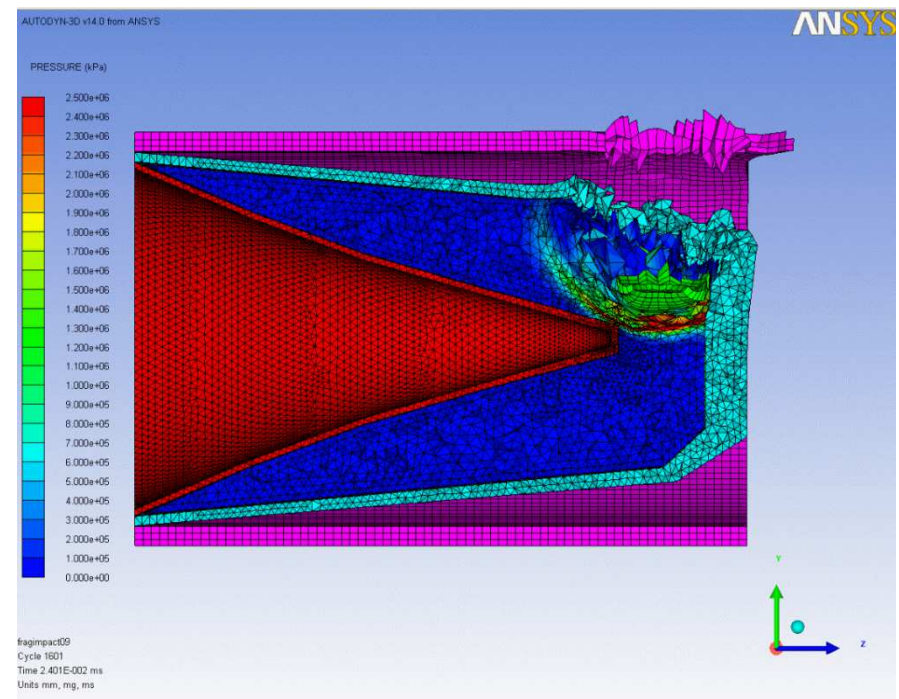 AUTODYN-3D v14.0 from ANSYS
ANSYS
PRESSURE (kPa)
2.500e+06
2.400e+06
2.300e+06
2.200e+06
2.100e+06
2.000e+06
1.900e+06
1.800e+06
1.700e+06
1.600e+06
1.500e+06
1.400e+06
1.300e+06
1.200e+06
1.100e+06
1.000e+06
9.000e+05
8.000e+05
7.000e+05
6.000e+05
5.000e+05
4.000e+05
3.000e+05
2.000e+05
1.000e+05
0.000e+00
Y
Z
fragimpact09
Cycle 1601
Time 2.401E-002 ms
Units mm, mg, ms